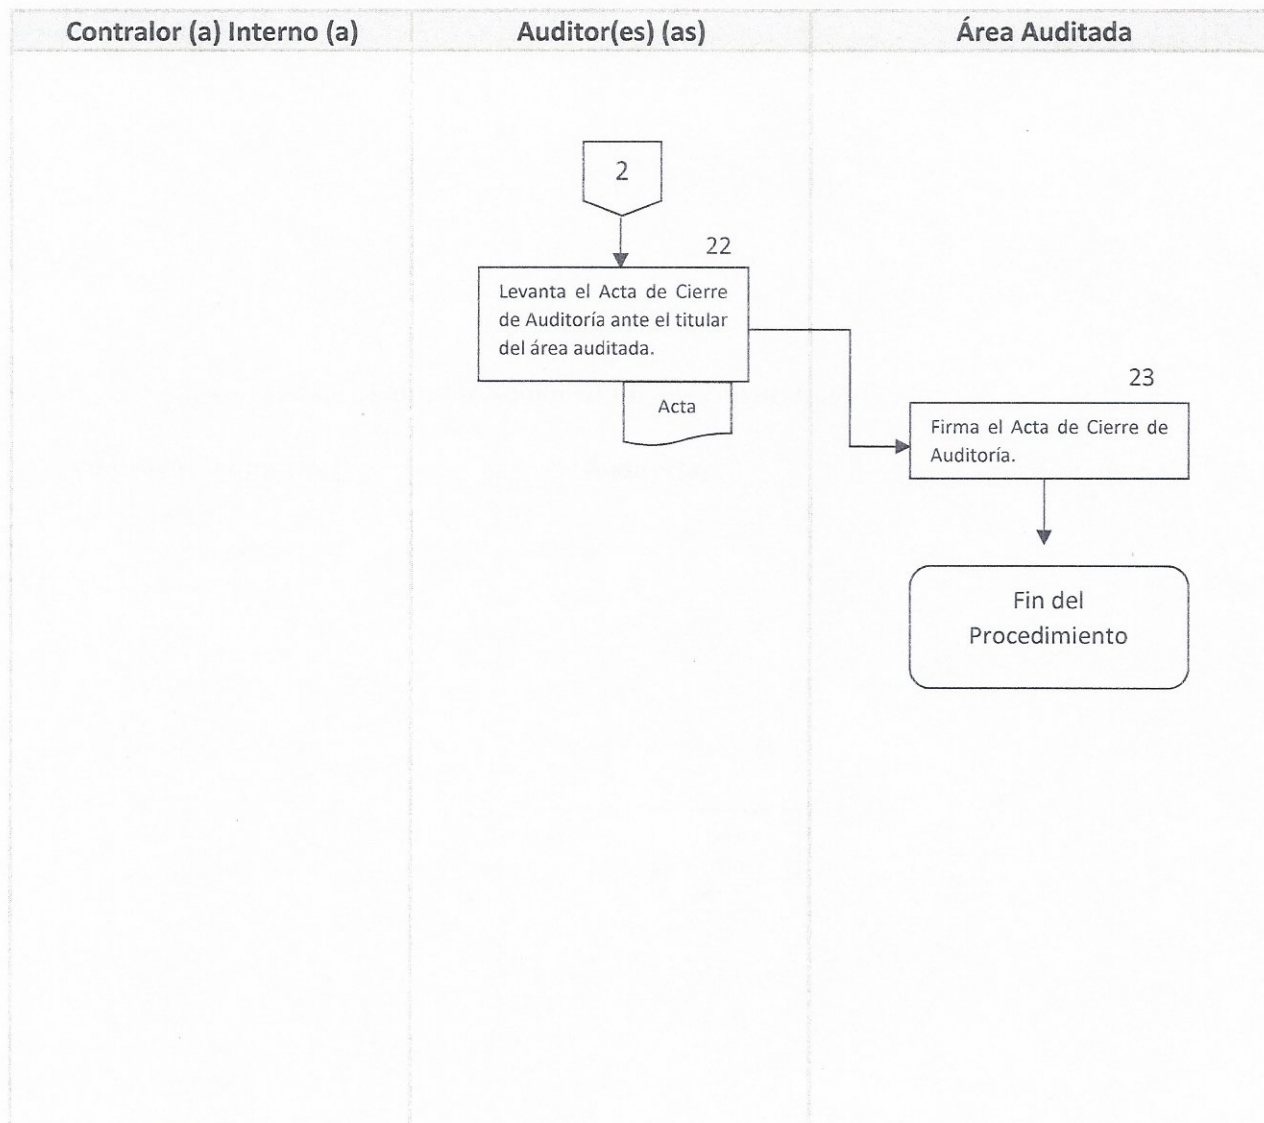 Contralor (a) Interno (a)
Auditor(es) (as)
Área Auditada
2
22
Levanta el Acta de Cierre
de Auditoría ante el titular
del área auditada.
Acta
23
Firma el Acta de Cierre de
Auditoría.
Fin del
Procedimiento